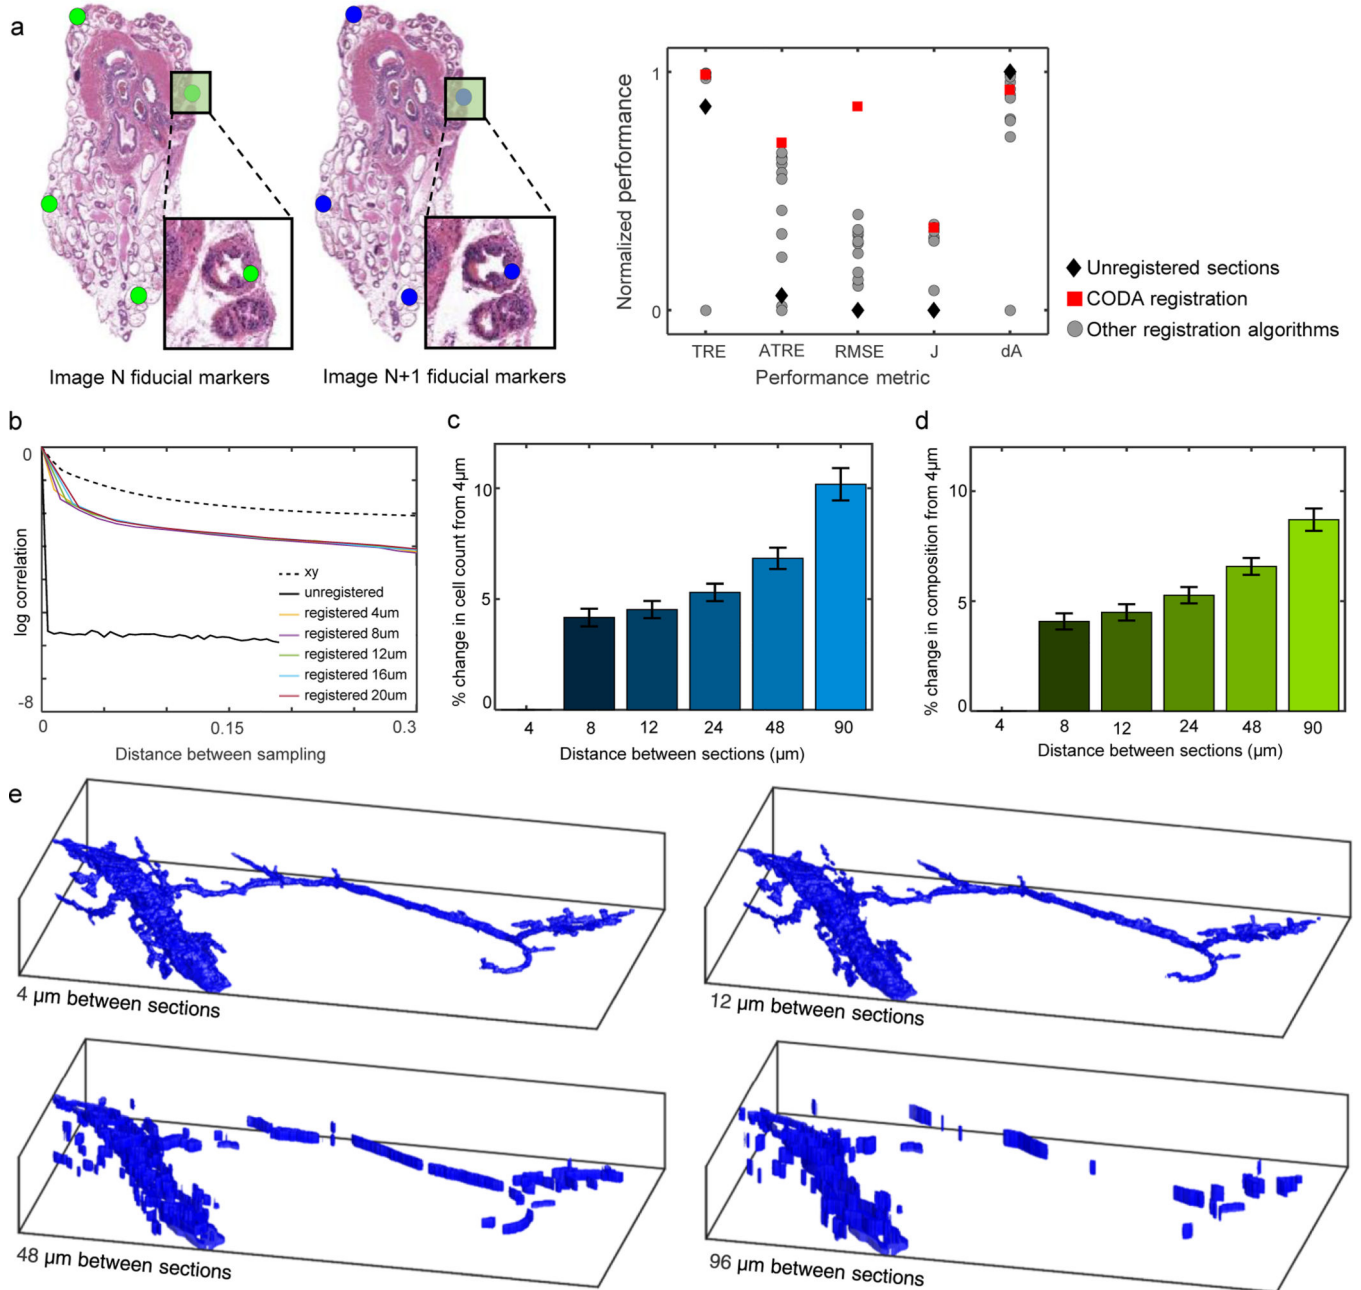 a
Image N fiducial markers
Image N+1 fiducial markers
Normalized performance
1
0
TRE
ATRE
RMSE
J
dA
Performance metric
Unregistered sections
CODA registration
Other registration algorithms
b
log correlation
0
-8
0
0.15
0.3
Distance between sampling
xy
unregistered
registered 4um
registered 8um
registered 12um
registered 16um
registered 20um
c
% change in cell count from 4µm
10
5
0
4
8
12
24
48
90
Distance between sections (µm)
d
% change in composition from 4µm
10
5
0
4
8
12
24
48
90
Distance between sections (µm)
e
4 µm between sections
12 µm between sections
48 µm between sections
96 µm between sections